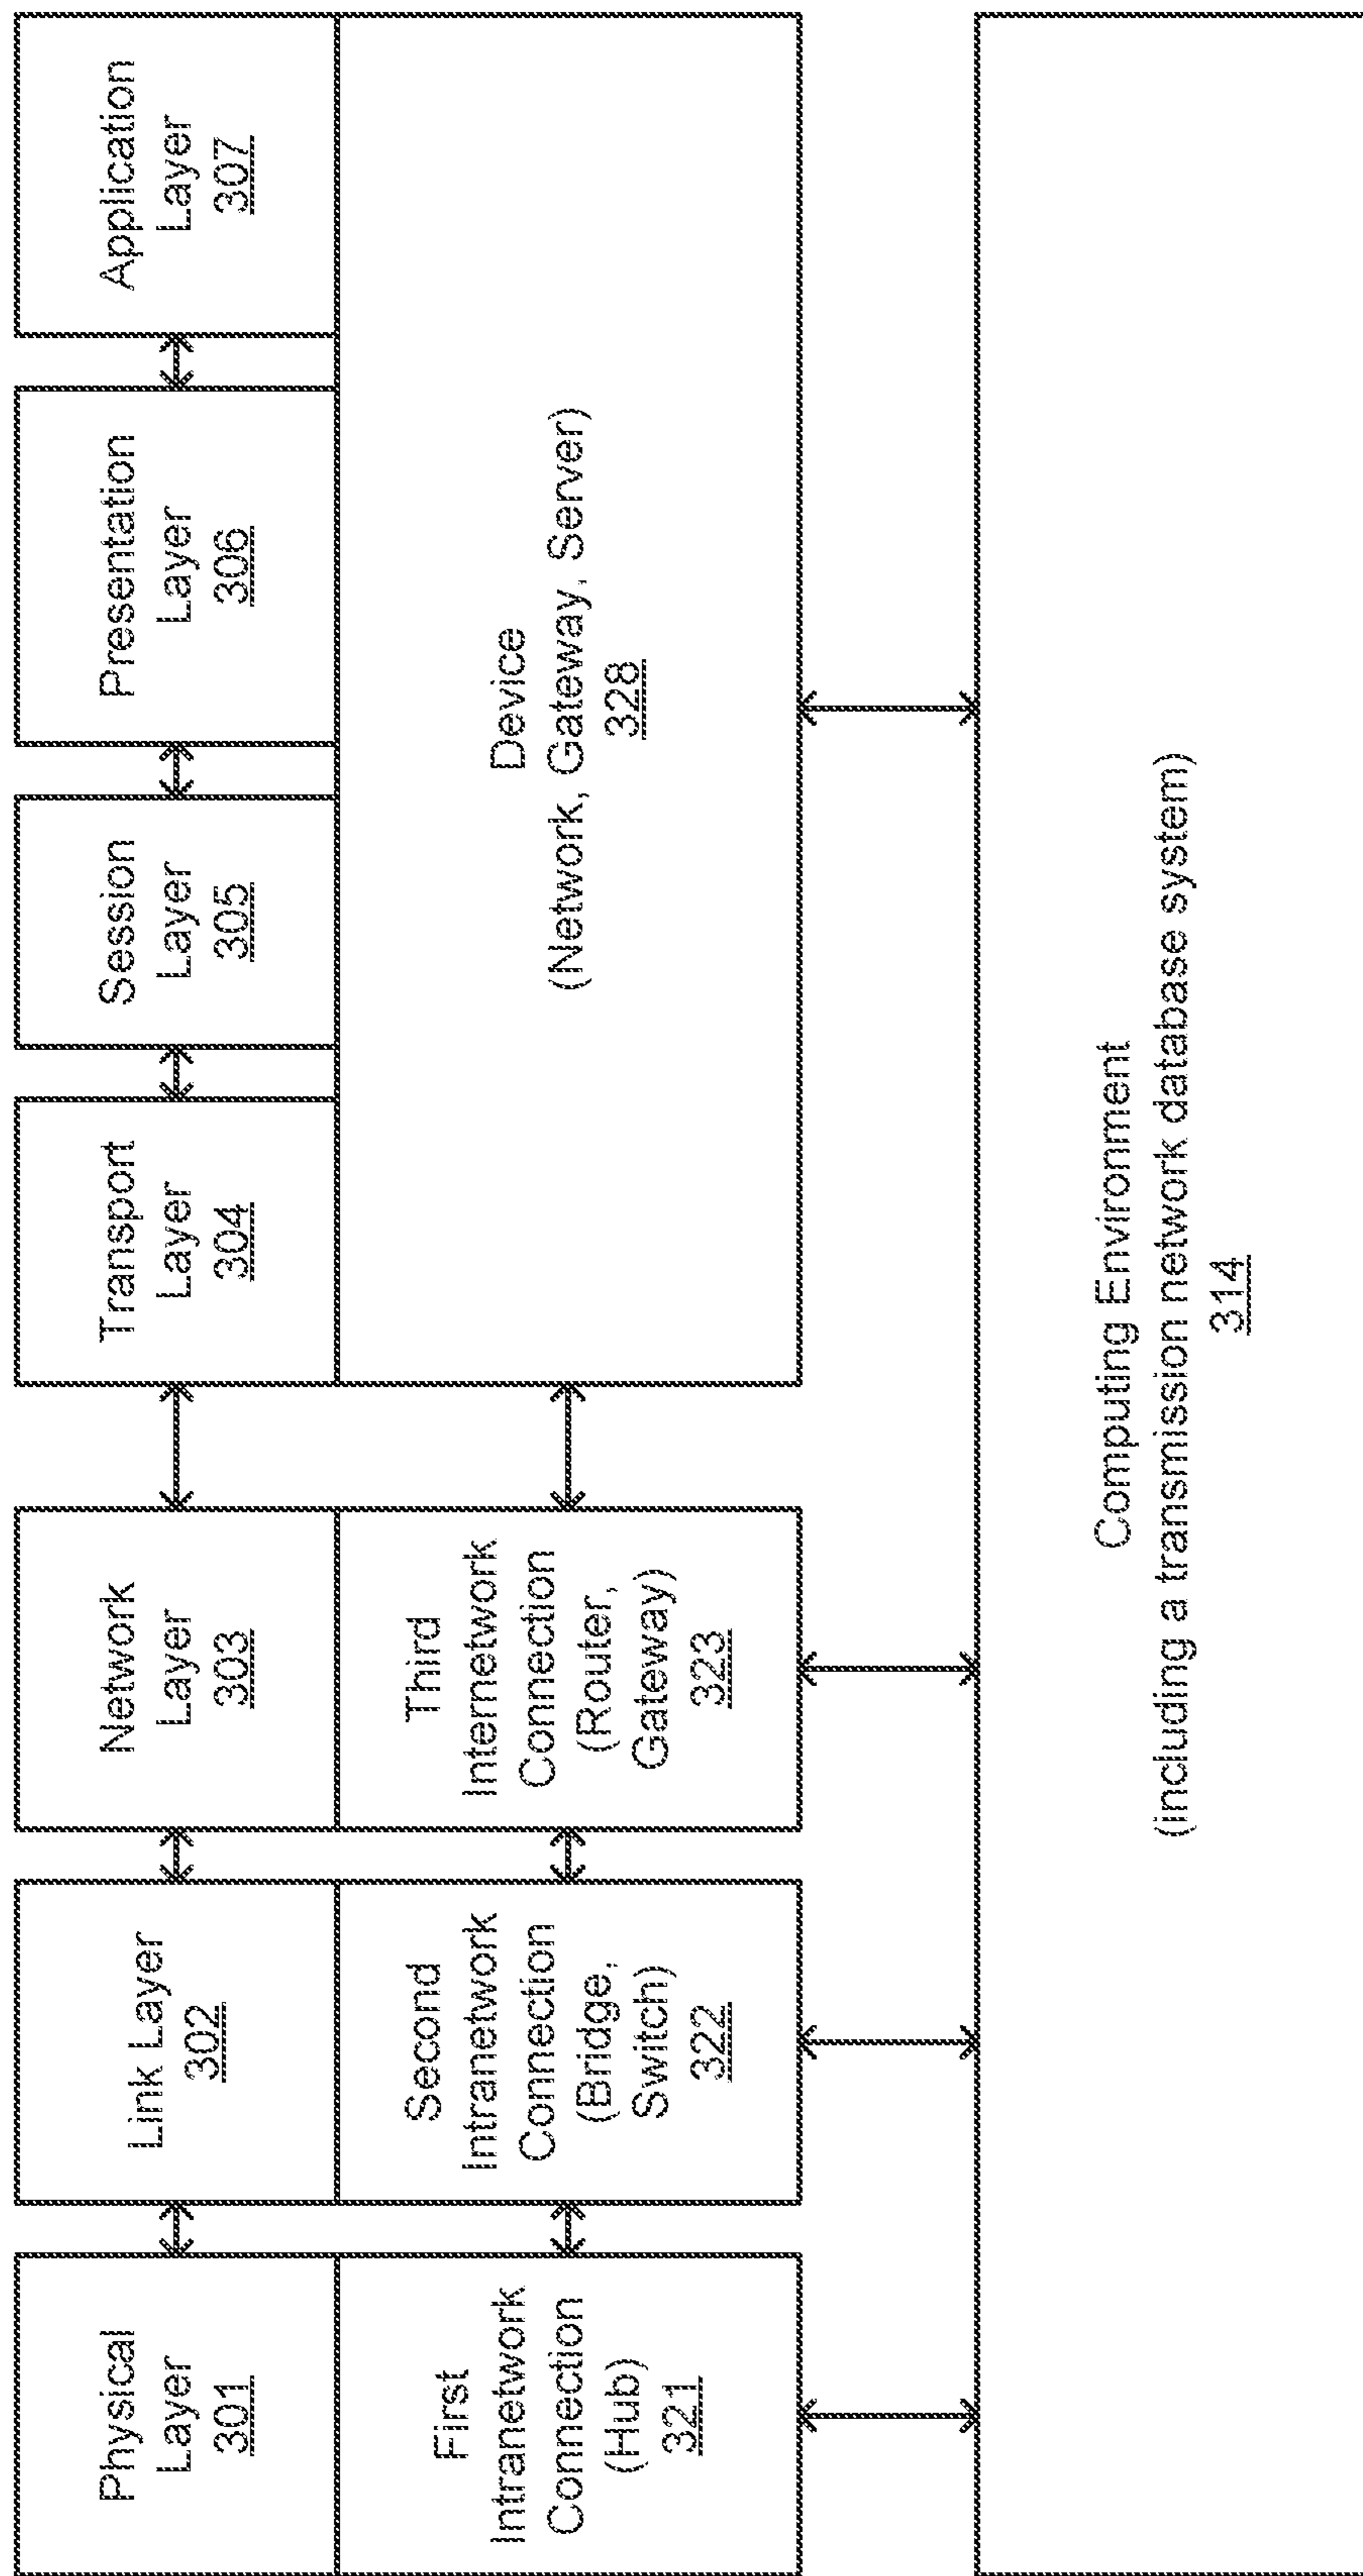 Physical
Layer
301
Link Layer
302
Network
Layer
303
Transport
Layer
304
Session
Layer
305
Presentation
Layer
306
Application
Layer
307
First
Intranetwork
Connection
(Hub)
321
Second
Intranetwork
Connection
(Bridge,
Switch)
322
Third
Internetwork
Connection
(Router,
Gateway)
323
Device
(Network, Gateway, Server)
328
Computing Environment
(including a transmission network database system)
314